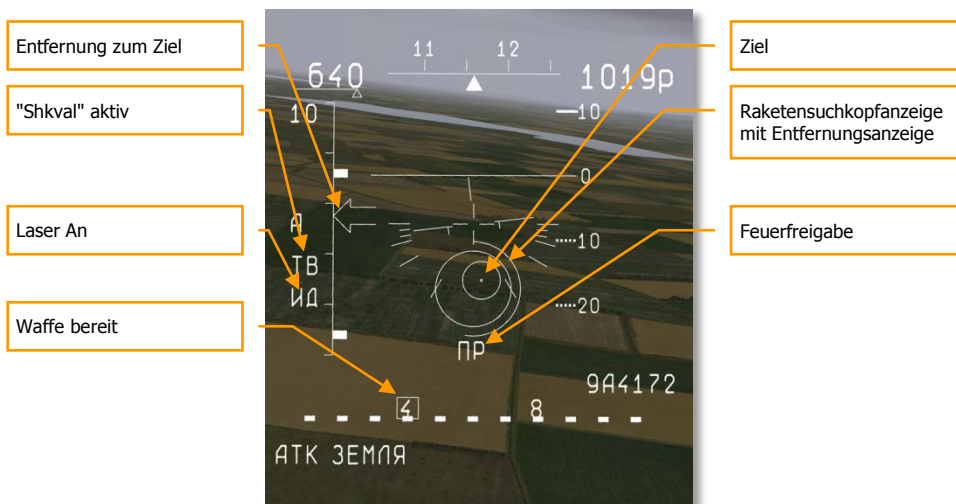 Entfernung zum Ziel
"Shkval" aktiv
Laser An
Waffe bereit
11 12
640
1019р
10
10
0
А
10
ТВ
ИД
20
ПР
9А4172
4 8
АТК ЗЕМЛЯ
Ziel
Raketensuchkopfanzeige
mit Entfernungsanzeige
Feuerfreigabe